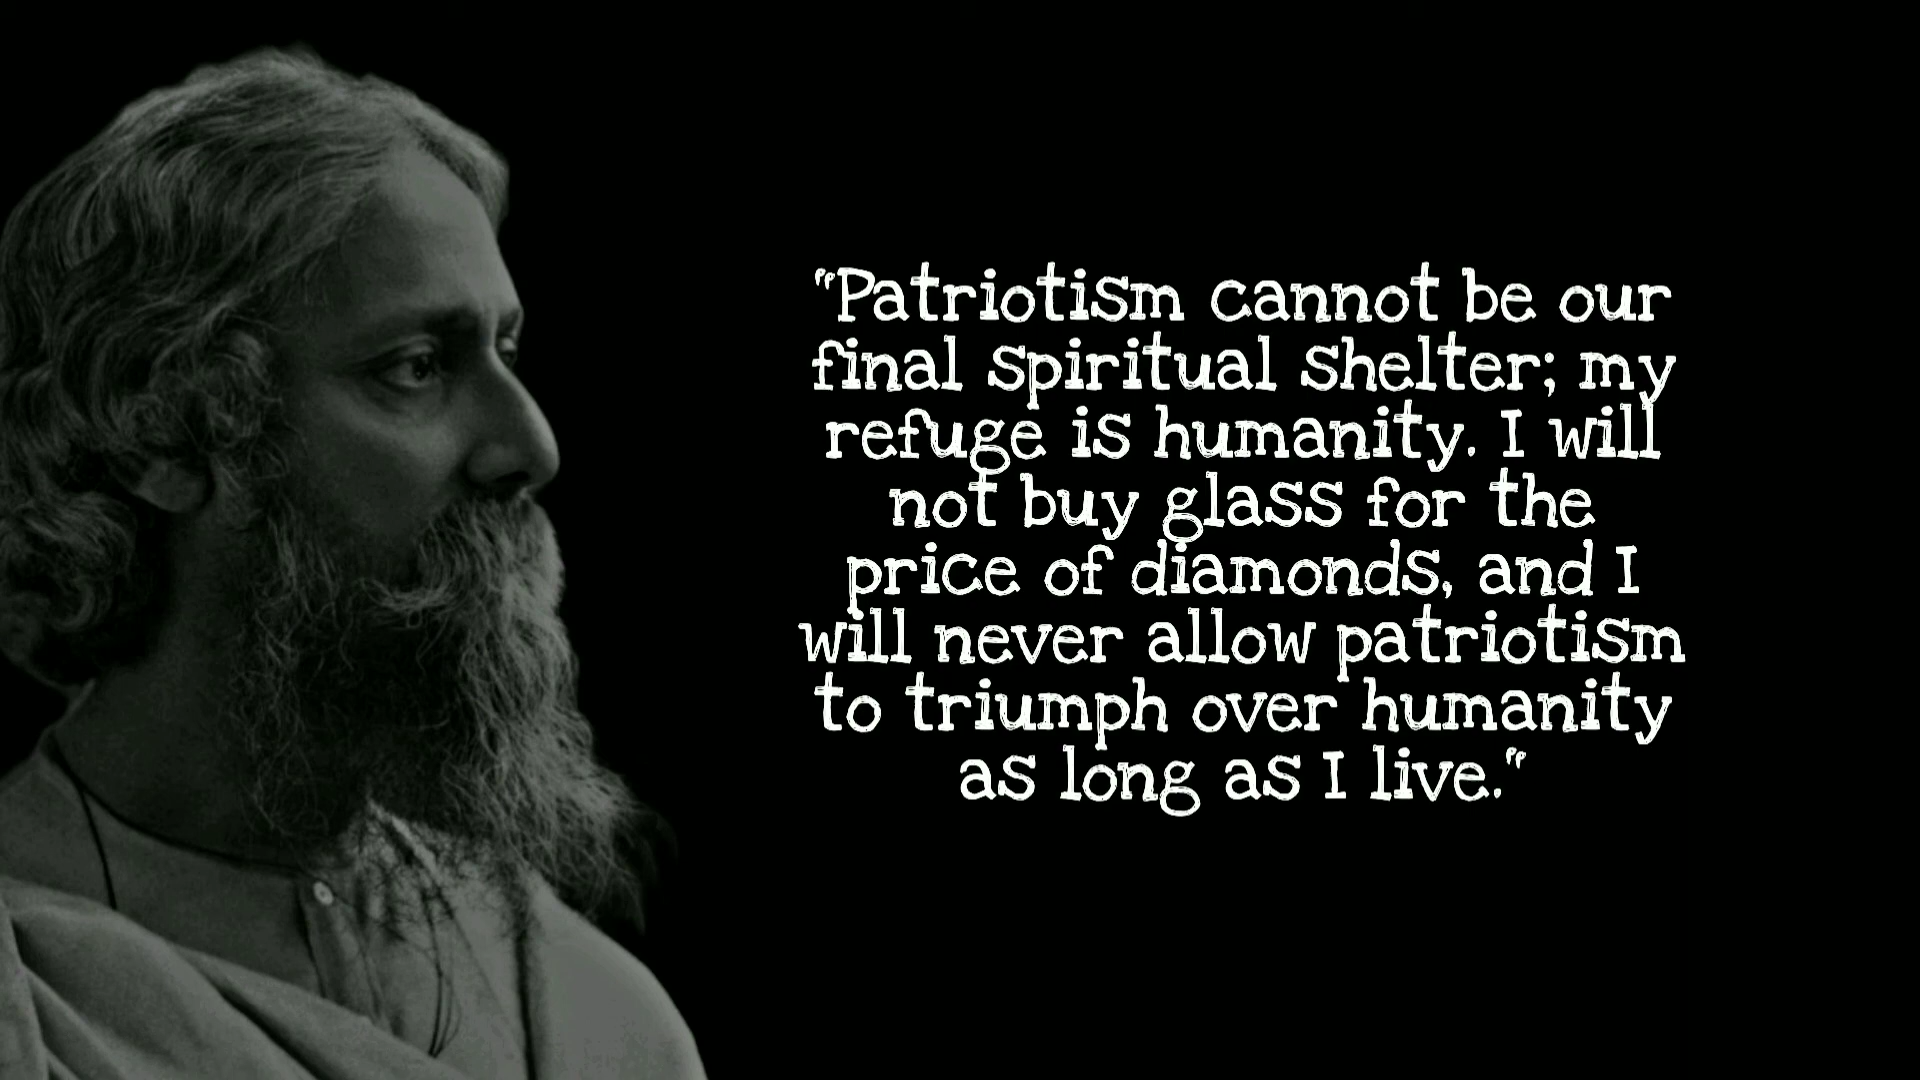 "Patriotism cannot be our
final spiritual shelter; my
refuge is humanity. I will
not buy glass for the
price of diamonds, and I
will never allow patriotism
to triumph over humanity
as long as I live."